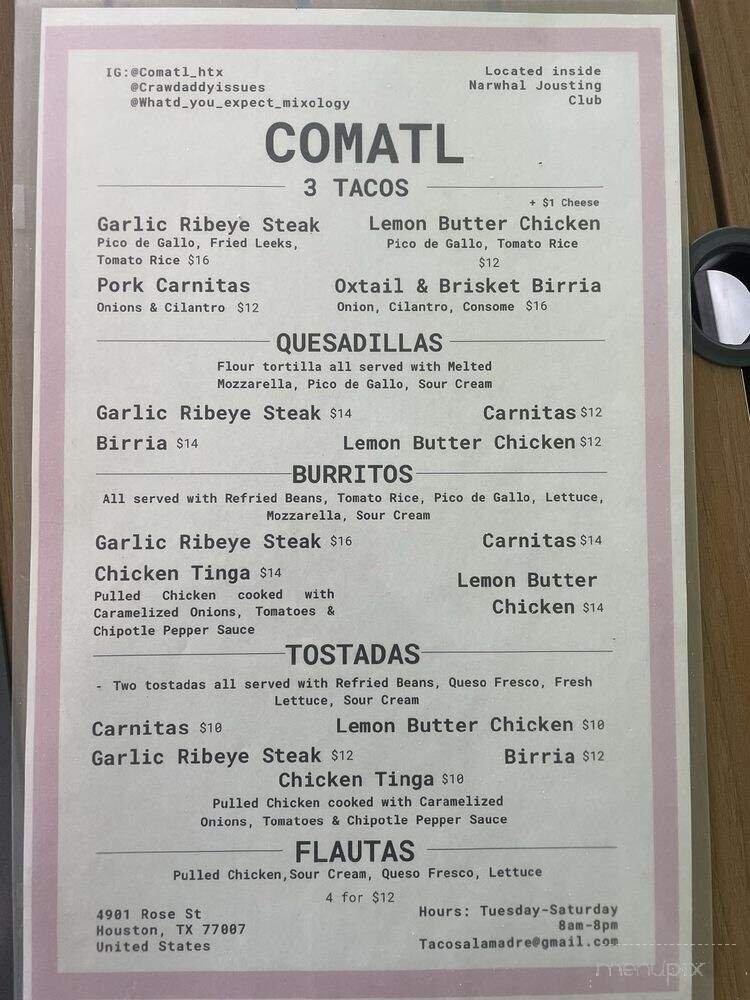 IG:@Comatl_htx
@Crawdaddyissues
@Whatd_you_expect_mixology
Located inside
Narwhal Jousting
Club
COMATL
3 TACOS
+ $1 Cheese
Garlic Ribeye Steak
Pico de Gallo, Fried Leeks,
Tomato Rice $16
Lemon Butter Chicken
Pico de Gallo, Tomato Rice
$12
Pork Carnitas
Onions & Cilantro $12
Oxtail & Brisket Birria
Onion, Cilantro, Consome $16
QUESADILLAS
Flour tortilla all served with Melted
Mozzarella, Pico de Gallo, Sour Cream
Garlic Ribeye Steak $14
Carnitas $12
Birria $14
Lemon Butter Chicken $12
BURRITOS
All served with Refried Beans, Tomato Rice, Pico de Gallo, Lettuce,
Mozzarella, Sour Cream
Garlic Ribeye Steak $16
Carnitas $14
Chicken Tinga $14
Pulled Chicken cooked with
Caramelized Onions, Tomatoes &
Chipotle Pepper Sauce
Lemon Butter
Chicken $14
TOSTADAS
- Two tostadas all served with Refried Beans, Queso Fresco, Fresh
Lettuce, Sour Cream
Carnitas $10
Lemon Butter Chicken $10
Garlic Ribeye Steak $12
Birria $12
Chicken Tinga $10
Pulled Chicken cooked with Caramelized
Onions, Tomatoes & Chipotle Pepper Sauce
FLAUTAS
Pulled Chicken,Sour Cream, Queso Fresco, Lettuce
4 for $12
4901 Rose St
Houston, TX 77007
United States
Hours: Tuesday-Saturday
8am-8pm
Tacosalamadre@gmail.com
menupix